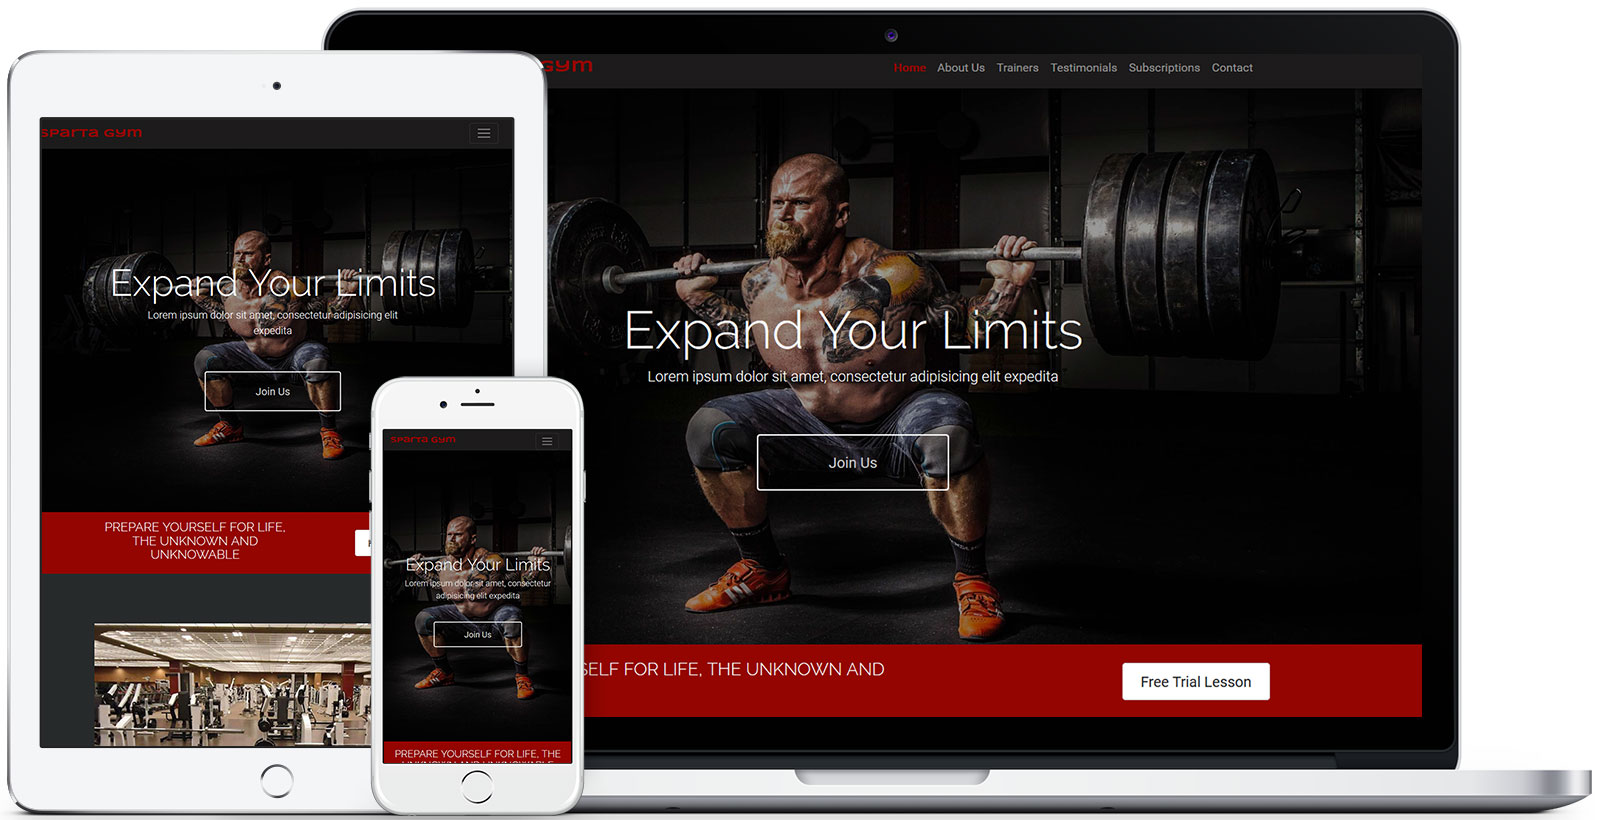 Sparta Gym
Expand Your Limits
Lorem ipsum dolor sit amet, consectetur adipisicing elit
expedita
Join Us
PREPARE YOURSELF FOR LIFE,
THE UNKNOWN AND
UNKNOWABLE
Sparta Gym
Expand Your Limits
Lorem ipsum dolor sit amet, consectetur
adipisicing elit expedita
Join Us
PREPARE YOURSELF FOR LIFE, THE
UNKNOWN AND UNKNOWABLE
Gym
Home About Us Trainers Testimonials Subscriptions Contact
Expand Your Limits
Lorem ipsum dolor sit amet, consectetur adipisicing elit expedita
Join Us
SELF FOR LIFE, THE UNKNOWN AND
Free Trial Lesson